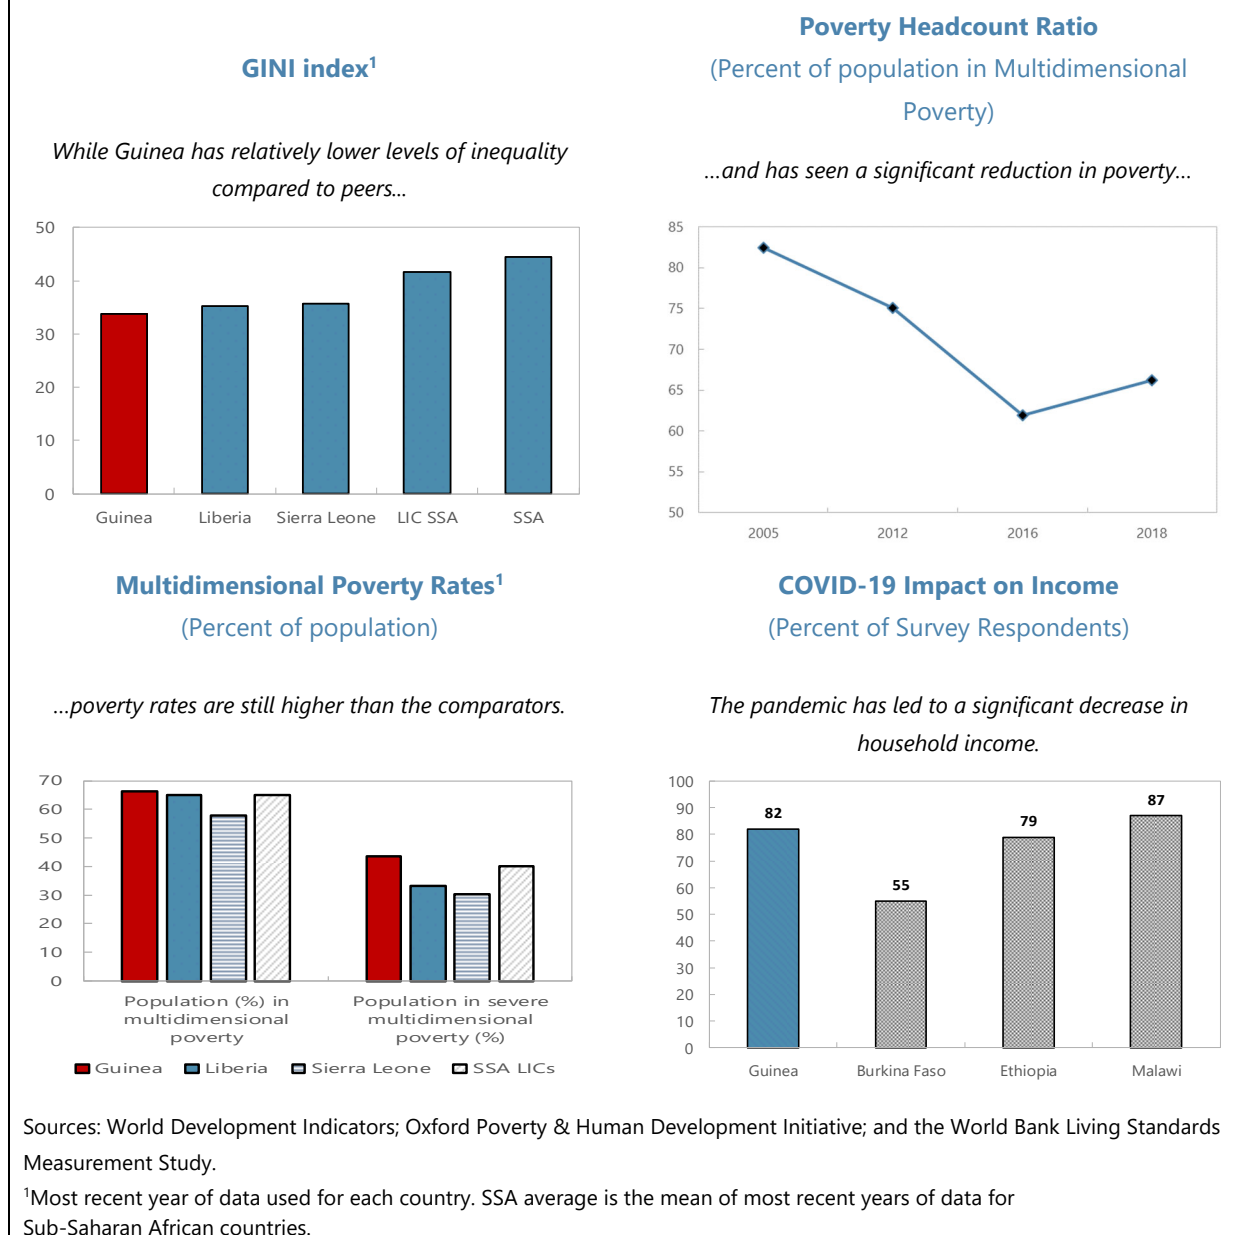 GINI index1
While Guinea has relatively lower levels of inequality
compared to peers...
50
40
30
20
10
0
Guinea
Liberia
Sierra Leone
LIC SSA
SSA
Poverty Headcount Ratio
(Percent of population in Multidimensional
Poverty)
...and has seen a significant reduction in poverty...
85
80
75
70
65
60
55
50
2005
2012
2016
2018
Multidimensional Poverty Rates1
(Percent of population)
...poverty rates are still higher than the comparators.
70
60
50
40
30
20
10
0
Population (%) in
multidimensional
poverty
Population in severe
multidimensional
poverty (%)
Guinea
Liberia
Sierra Leone
SSA LICs
COVID-19 Impact on Income
(Percent of Survey Respondents)
The pandemic has led to a significant decrease in
household income.
100
90
80
70
60
50
40
30
20
10
0
82
55
79
87
Guinea
Burkina Faso
Ethiopia
Malawi
Sources: World Development Indicators; Oxford Poverty & Human Development Initiative; and the World Bank Living Standards
Measurement Study.
1Most recent year of data used for each country. SSA average is the mean of most recent years of data for
Sub-Saharan African countries.